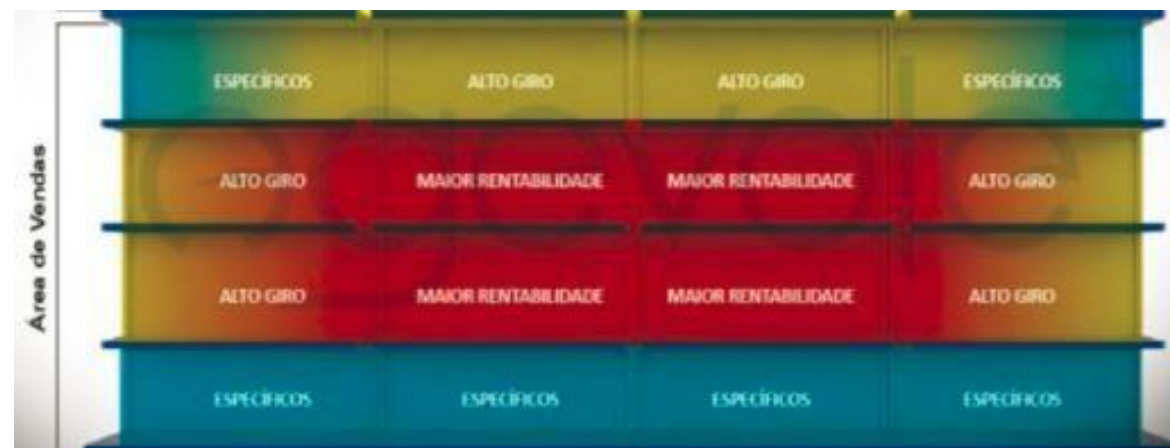 Área de Vendas
ESPECÍFICOS ALTO GIRO ALTO GIRO ESPECÍFICOS
ALTO GIRO MAIOR RENTABILIDADE MAIOR RENTABILIDADE ALTO GIRO
ALTO GIRO MAIOR RENTABILIDADE MAIOR RENTABILIDADE ALTO GIRO
ESPECÍFICOS ESPECÍFICOS ESPECÍFICOS ESPECÍFICOS